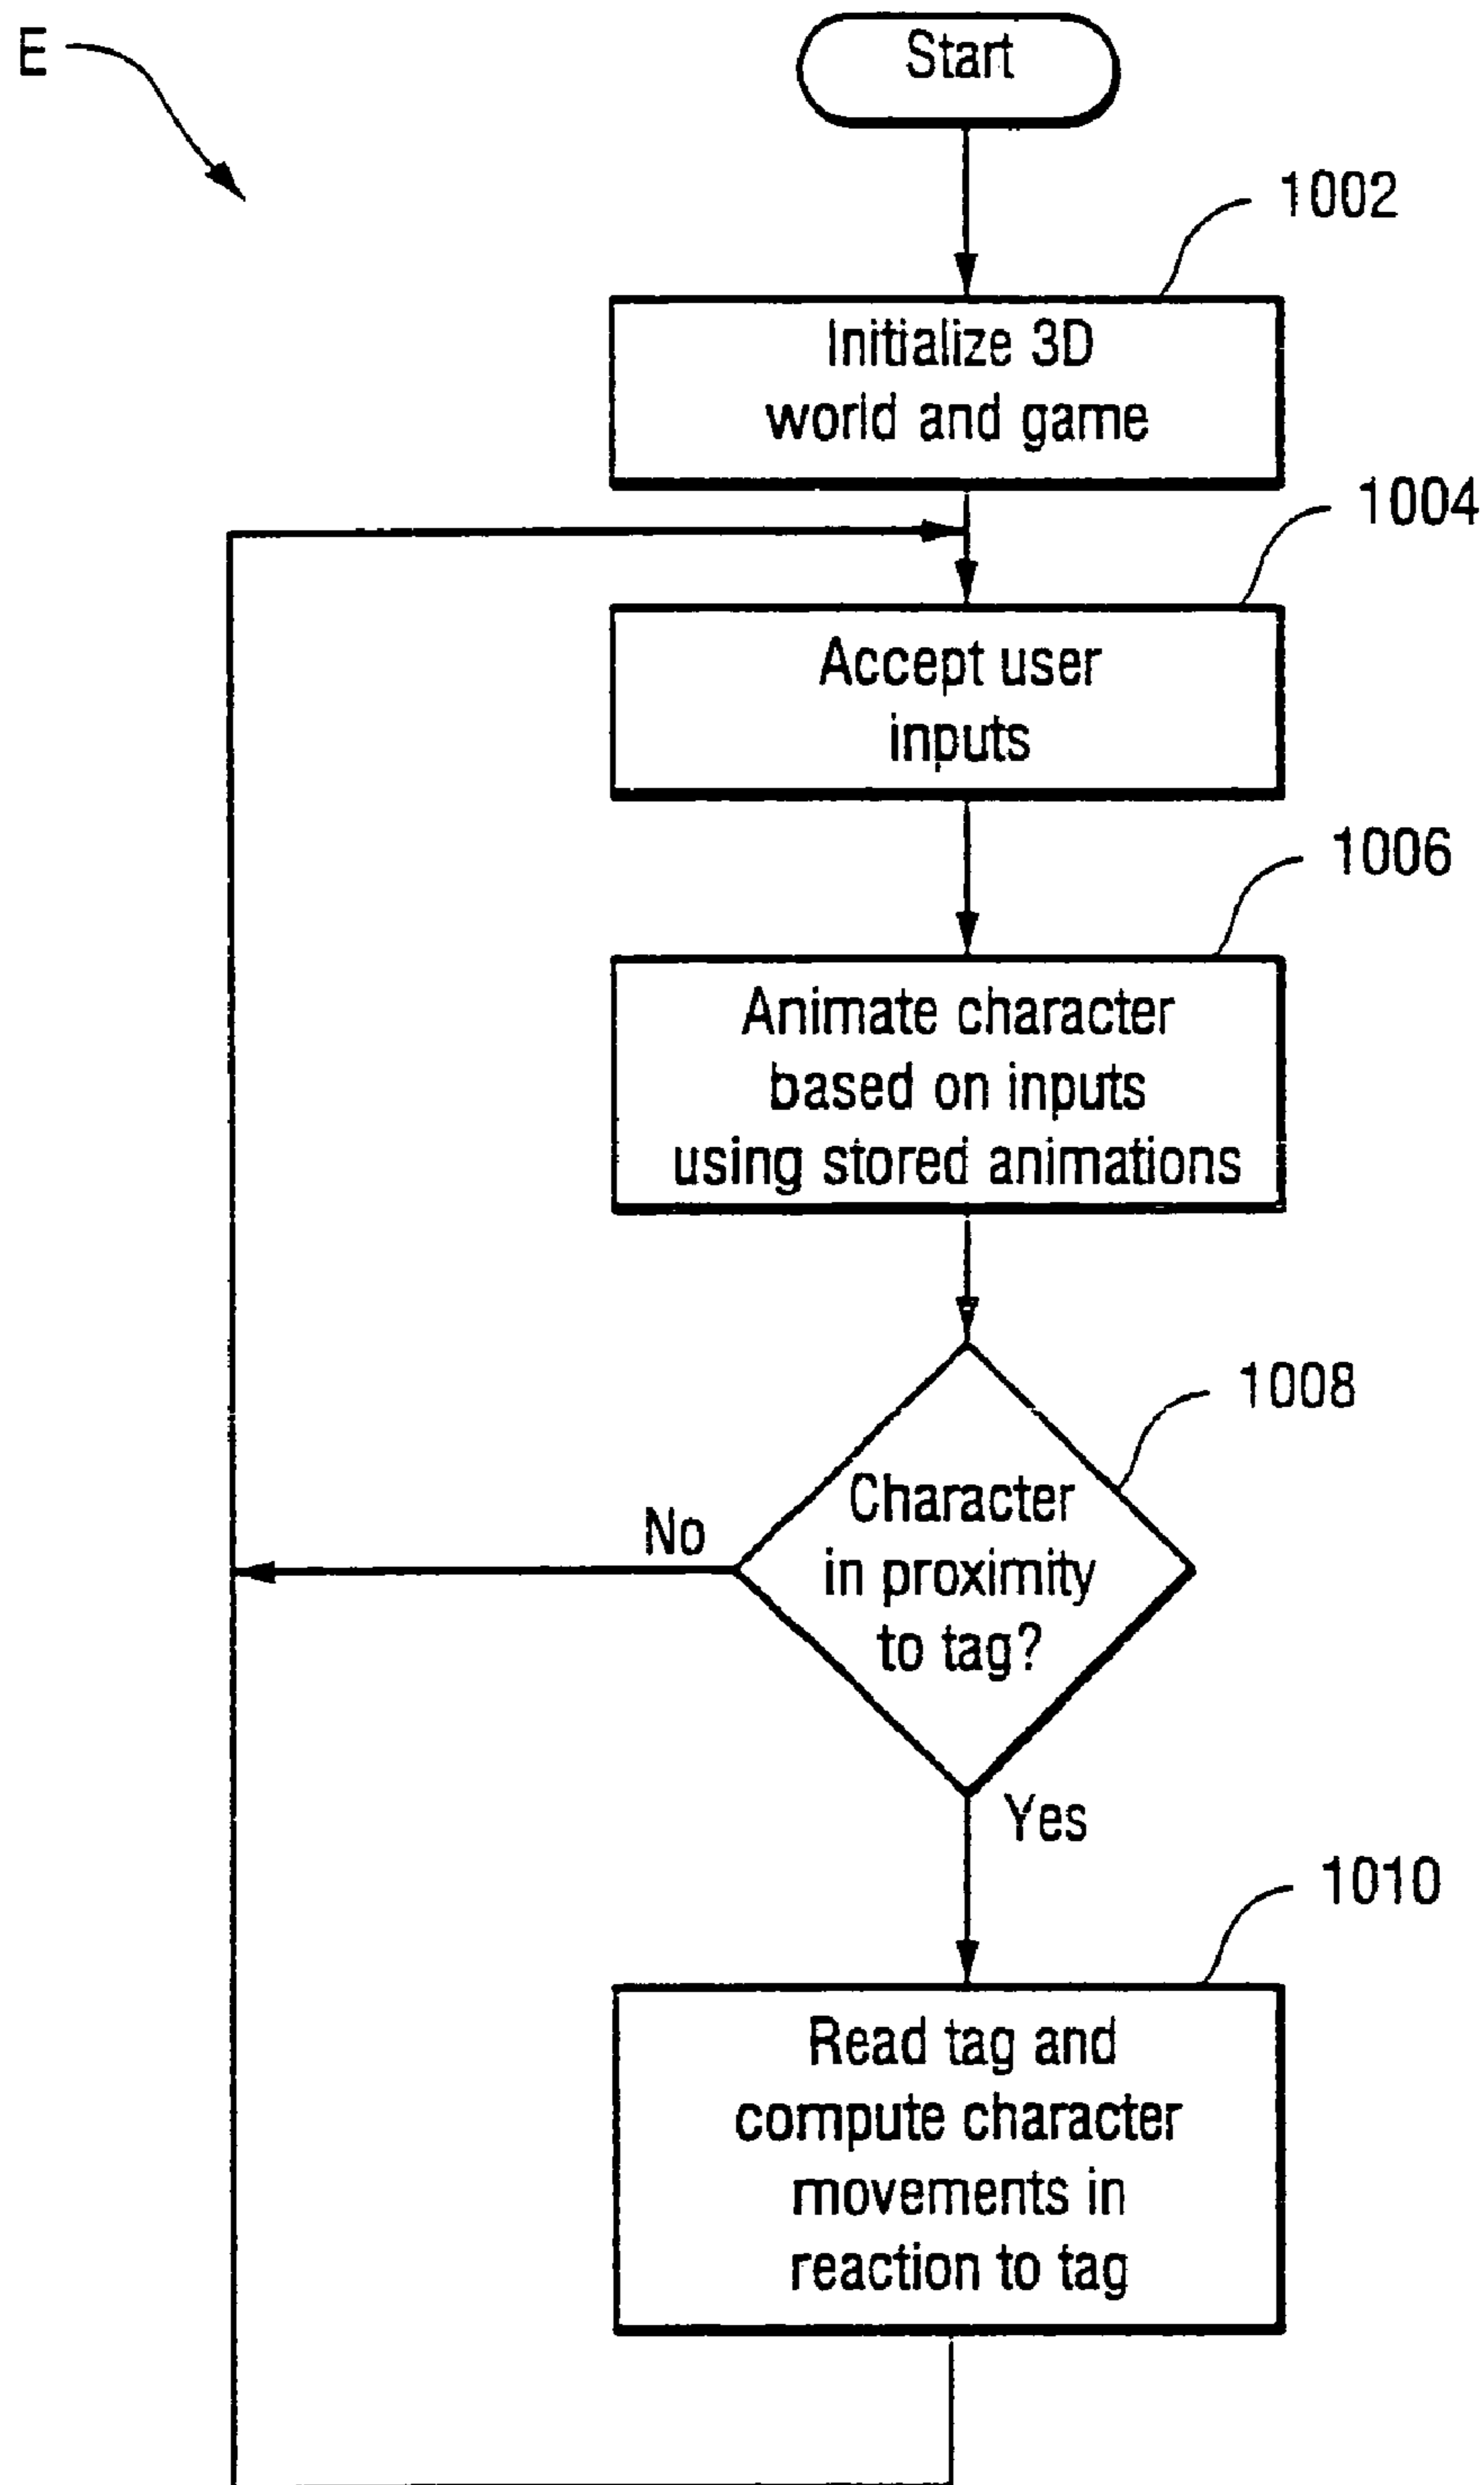 E
Start
1002
Initialize 3D
world and game
1004
Accept user
inputs
1006
Animate character
based on inputs
using stored animations
1008
Character
in proximity
to tag?
No
Yes
1010
Read tag and
compute character
movements in
reaction to tag